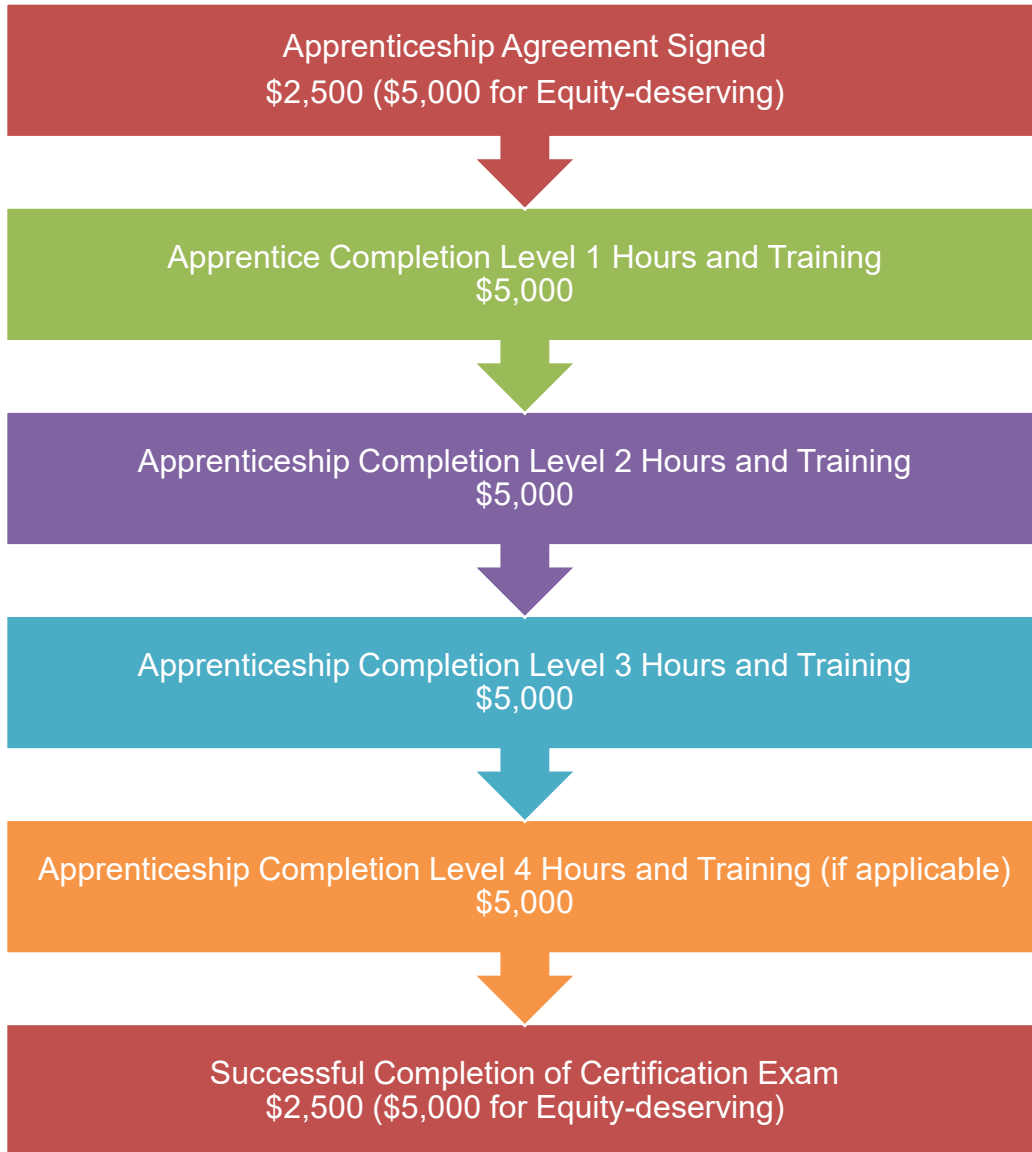 Apprenticeship Agreement Signed
$2,500 ($5,000 for Equity-deserving)
Apprentice Completion Level 1 Hours and Training
$5,000
Apprenticeship Completion Level 2 Hours and Training
$5,000
Apprenticeship Completion Level 3 Hours and Training
$5,000
Apprenticeship Completion Level 4 Hours and Training (if applicable)
$5,000
Successful Completion of Certification Exam
$2,500 ($5,000 for Equity-deserving)